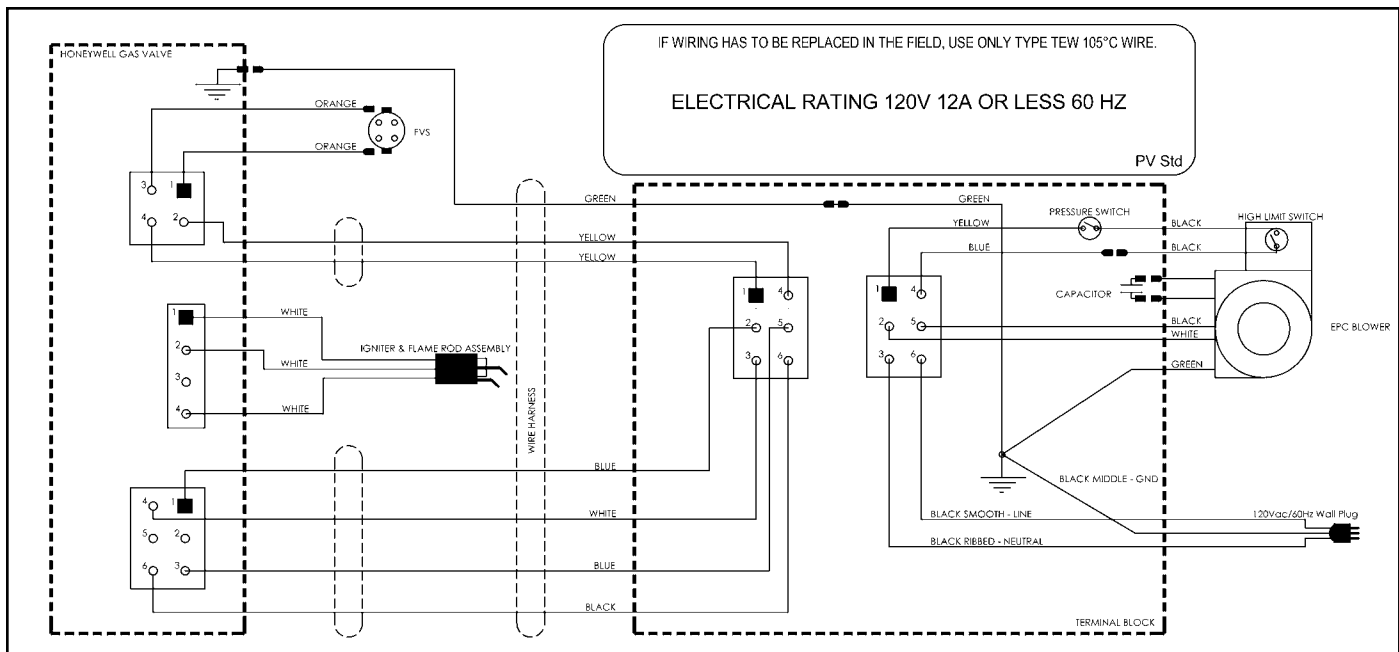 HONEYWELL GAS VALVE
IF WIRING HAS TO BE REPLACED IN THE FIELD, USE ONLY TYPE TEW 105°C WIRE.
ELECTRICAL RATING 120V 12A OR LESS 60 HZ
PV Std
ORANGE
FVS
ORANGE
3 1
4 2
GREEN
GREEN
YELLOW
PRESSURE SWITCH
BLACK
HIGH LIMIT SWITCH
YELLOW
BLUE
BLACK
YELLOW
1 4
2 5
3 6
1 4
2 5
3 6
CAPACITOR
BLACK
WHITE
EPC BLOWER
GREEN
1
2
3
4
WHITE
IGNITER & FLAME ROD ASSEMBLY
WHITE
WHITE
WIRE HARNESS
BLUE
BLACK MIDDLE - GND
4 1
5 2
6 3
WHITE
BLACK SMOOTH - LINE
120Vac/60Hz Wall Plug
BLACK RIBBED - NEUTRAL
BLUE
BLACK
TERMINAL BLOCK